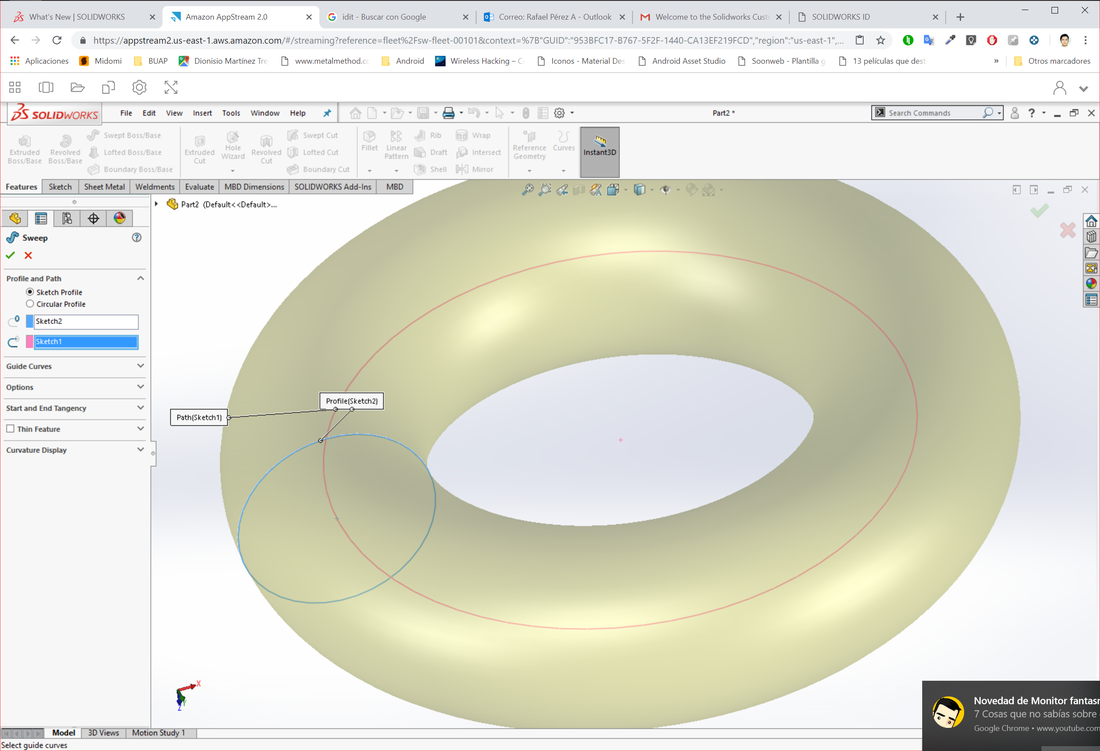 What's New | SOLIDWORKS
Amazon AppStream 2.0
idit - Buscar con Google
Correo: Rafael Pérez A - Outlook
Welcome to the Solidworks Cust
SOLIDWORKS ID
https://appstream2.us-east-1.aws.amazon.com/#/streaming?reference=fleet%2Fsw-fleet-00101&context=%7B"GUID":"953BFC17-B767-5F2F-1440-CA13EF219FCD","region":"us-east-1",...
Aplicaciones
Midomi
BUAP
Dionisio Martínez Tr
www.metalmethod.c
Android
Wireless Hacking – C
Iconos - Material Des
Android Asset Studio
Soonweb - Plantilla g
13 películas que dest
»
Otros marcadores
SOLIDWORKS
File Edit View Insert Tools Window Help
Part2 *
Search Commands
Extruded Boss/Base
Revolved Boss/Base
Swept Boss/Base
Lofted Boss/Base
Boundary Boss/Base
Extruded Cut
Hole Wizard
Revolved Cut
Swept Cut
Lofted Cut
Boundary Cut
Fillet
Linear Pattern
Rib
Draft
Shell
Wrap
Intersect
Mirror
Reference Geometry
Curves
Instant3D
Features Sketch Sheet Metal Weldments Evaluate MBD Dimensions SOLIDWORKS Add-Ins MBD
Part2 (Default<<Default>...
Sweep
Profile and Path
Sketch Profile
Circular Profile
Sketch2
Sketch1
Guide Curves
Options
Start and End Tangency
Thin Feature
Curvature Display
Profile(Sketch2)
Path(Sketch1)
X
Z
Novedad de Monitor fantasm
7 Cosas que no sabías sobre
Google Chrome • www.youtube.com
Model 3D Views Motion Study 1
Select guide curves